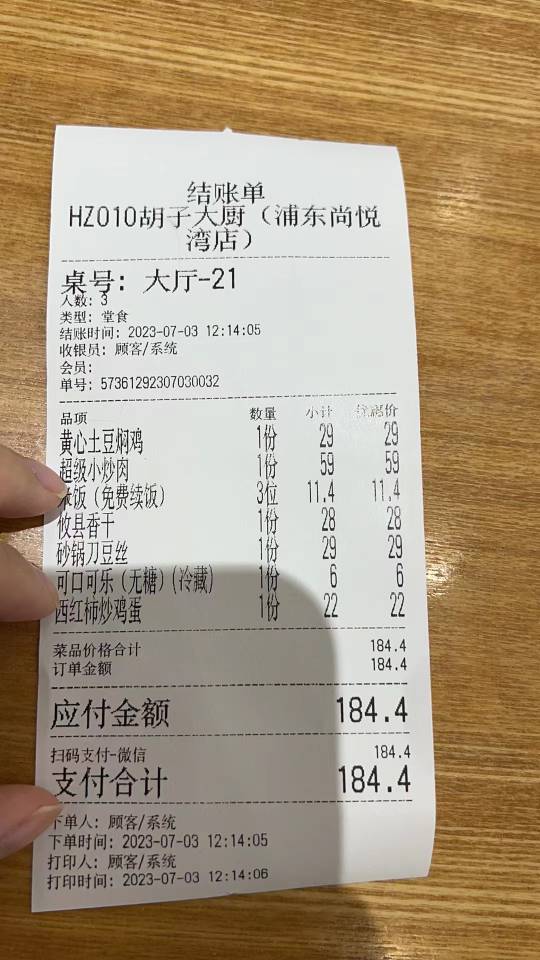 结账单
HZ010胡子大厨（浦东尚悦
湾店）
桌号: 大厅-21
人数: 3
类型: 堂食
结账时间: 2023-07-03 12:14:05
收银员: 顾客/系统
会员:
单号: 57361292307030032
品项 数量 小计 优惠价
黄心土豆焖鸡 1份 29 29
超级小炒肉 1份 59 59
米饭（免费续饭） 3位 11.4 11.4
攸县香干 1份 28 28
砂锅刀豆丝 1份 29 29
可口可乐（无糖）(冷藏) 1份 6 6
西红柿炒鸡蛋 1份 22 22
菜品价格合计 184.4
订单金额 184.4
应付金额 184.4
扫码支付-微信 184.4
支付合计 184.4
下单人: 顾客/系统
下单时间: 2023-07-03 12:14:05
打印人: 顾客/系统
打印时间: 2023-07-03 12:14:06